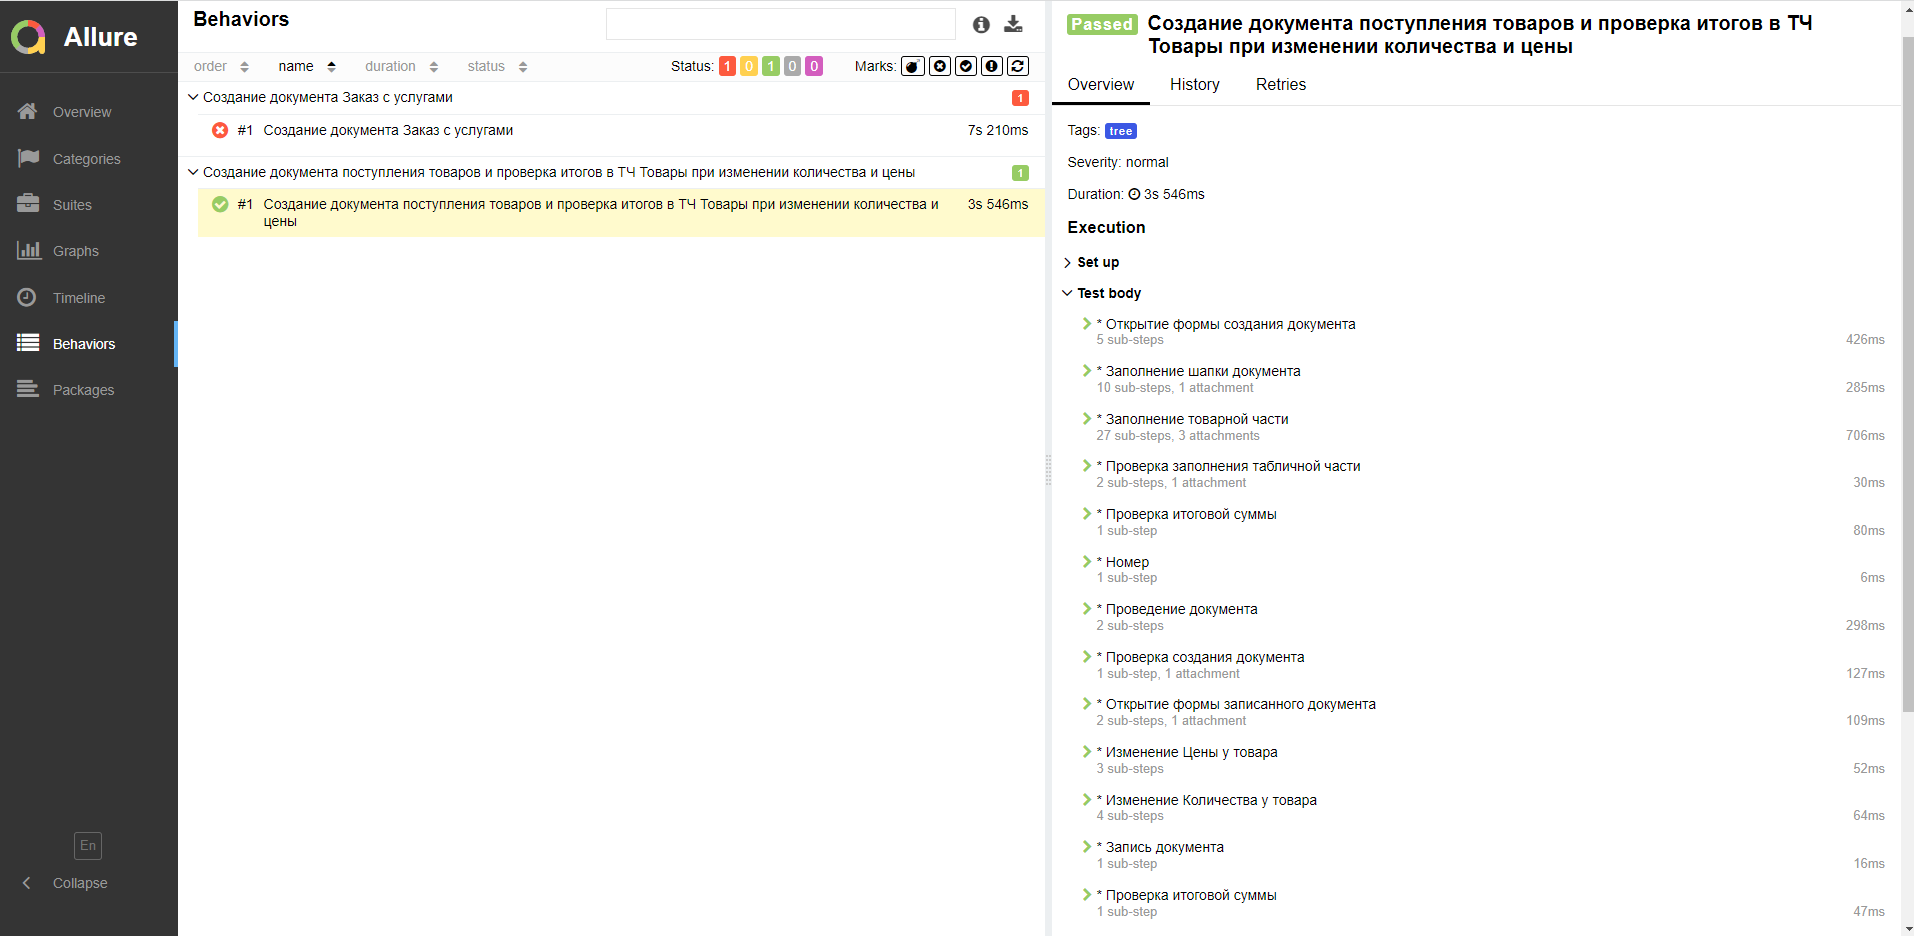 Allure
Overview
Categories
Suites
Graphs
Timeline
Behaviors
Packages
En
Collapse
Behaviors
order name duration status Status: 1 0 1 0 0 Marks:
Создание документа Заказ с услугами 1
#1 Создание документа Заказ с услугами 7s 210ms
Создание документа поступления товаров и проверка итогов в ТЧ Товары при изменении количества и цены 1
#1 Создание документа поступления товаров и проверка итогов в ТЧ Товары при изменении количества и 3s 546ms
цены
Passed Создание документа поступления товаров и проверка итогов в ТЧ
Товары при изменении количества и цены
Overview History Retries
Tags: tree
Severity: normal
Duration: 3s 546ms
Execution
Set up
Test body
* Открытие формы создания документа
5 sub-steps 426ms
* Заполнение шапки документа
10 sub-steps, 1 attachment 285ms
* Заполнение товарной части
27 sub-steps, 3 attachments 706ms
* Проверка заполнения табличной части
2 sub-steps, 1 attachment 30ms
* Проверка итоговой суммы
1 sub-step 80ms
* Номер
1 sub-step 6ms
* Проведение документа
2 sub-steps 298ms
* Проверка создания документа
1 sub-step, 1 attachment 127ms
* Открытие формы записанного документа
2 sub-steps, 1 attachment 109ms
* Изменение Цены у товара
3 sub-steps 52ms
* Изменение Количества у товара
4 sub-steps 64ms
* Запись документа
1 sub-step 16ms
* Проверка итоговой суммы
1 sub-step 47ms